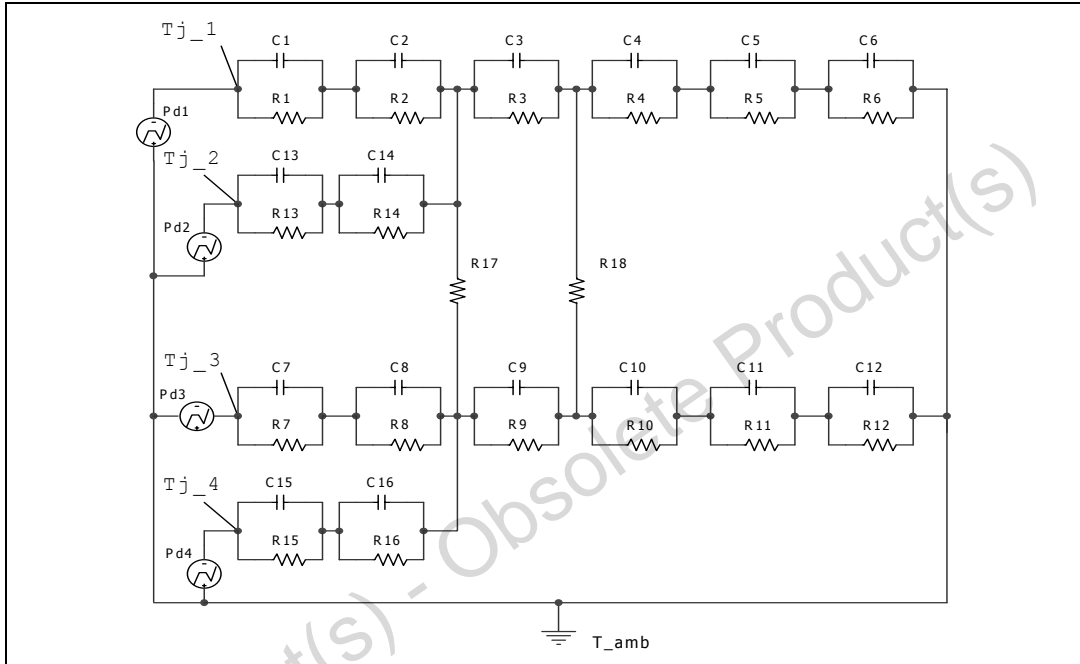 Tj_1
C1 C2 C3 C4 C5 C6
R1 R2 R3 R4 R5 R6
Pd1
Tj_2
C13 C14
R13 R14
Pd2
R17 R18
Tj_3
C7 C8 C9 C10 C11 C12
Pd3
R7 R8 R9 R10 R11 R12
Tj_4
C15 C16
R15 R16
Pd4
T_amb
t(s) - Obsolete Product(s)